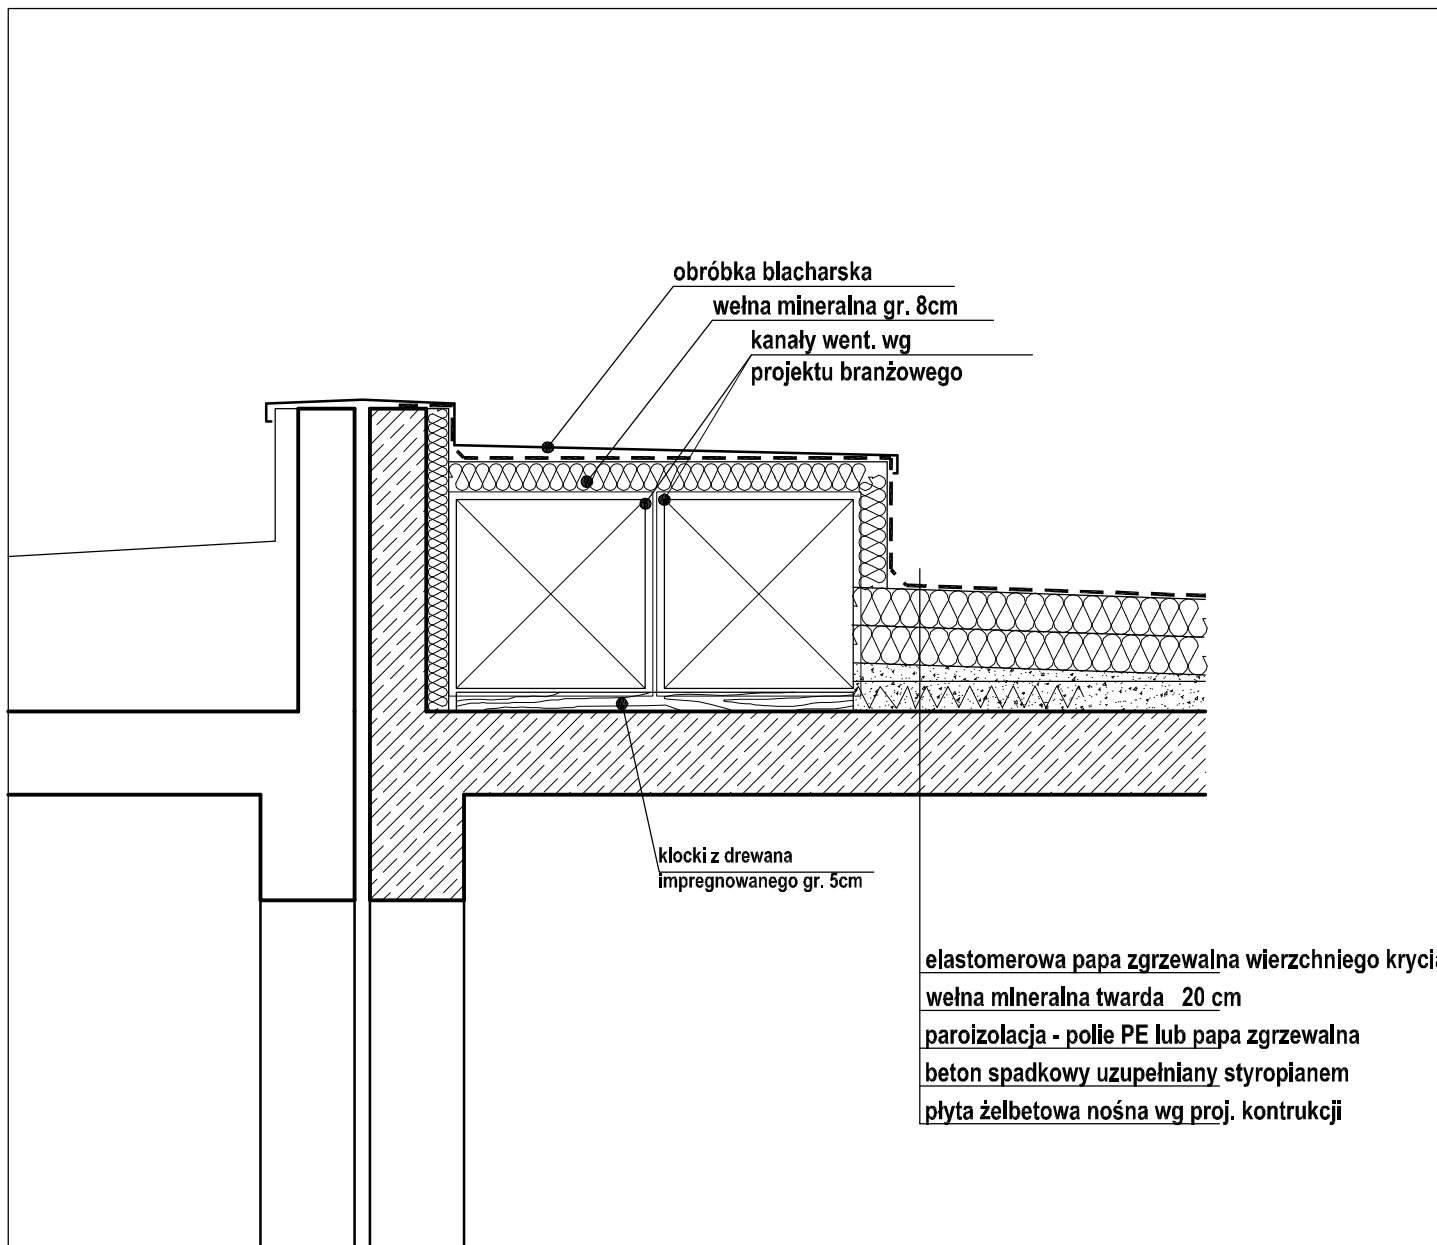 obróbka blacharska
wełna mineralna gr. 8cm
kanały went. wg
projektu branżowego
klocki z drewana
impregnowanego gr. 5cm
elastomerowa papa zgrzewalna wierzchniego krycia
wełna mineralna twarda 20 cm
paroizolacja - polie PE lub papa zgrzewalna
beton spadkowy uzupełniany styropianem
płyta żelbetowa nośna wg proj. kontrukcji